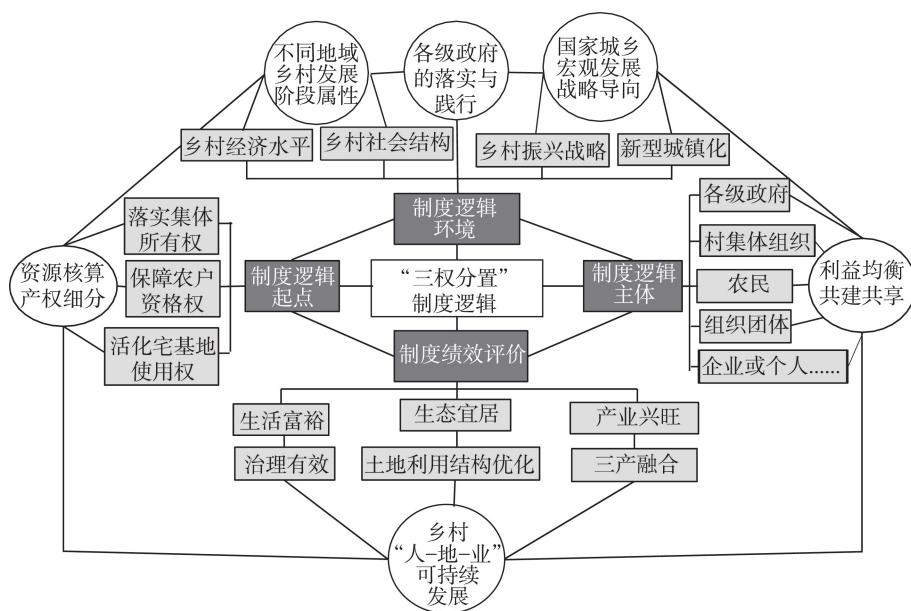 不同地域
乡村发展
阶段属性
各级政府
的落实与
践行
国家城乡
宏观发展
战略导向
乡村经济水平
乡村社会结构
乡村振兴战略
新型城镇化
落实集体
所有权
保障农户
资格权
活化宅基地
使用权
资源核算
产权细分
制度逻辑
环境
制度逻辑
起点
“三权分置”
制度逻辑
制度逻辑
主体
制度绩效评价
各级政府
村集体组织
农民
组织团体
企业或个人......
利益均衡
共建共享
生活富裕
生态宜居
产业兴旺
治理有效
土地利用结构优化
三产融合
乡村
“人–地–业”
可持续
发展